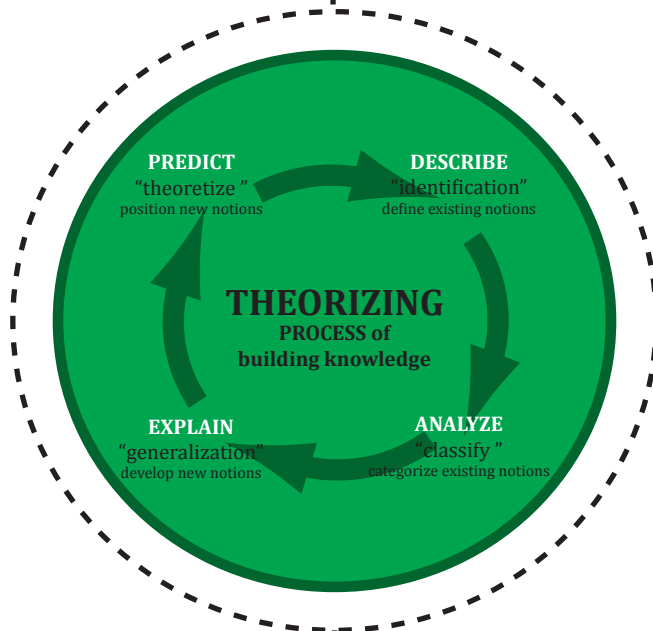 PREDICT
“theoretize ”
position new notions
DESCRIBE
“identification”
define existing notions
THEORIZING
PROCESS of
building knowledge
EXPLAIN
“generalization”
develop new notions
ANALYZE
“classify ”
categorize existing notions